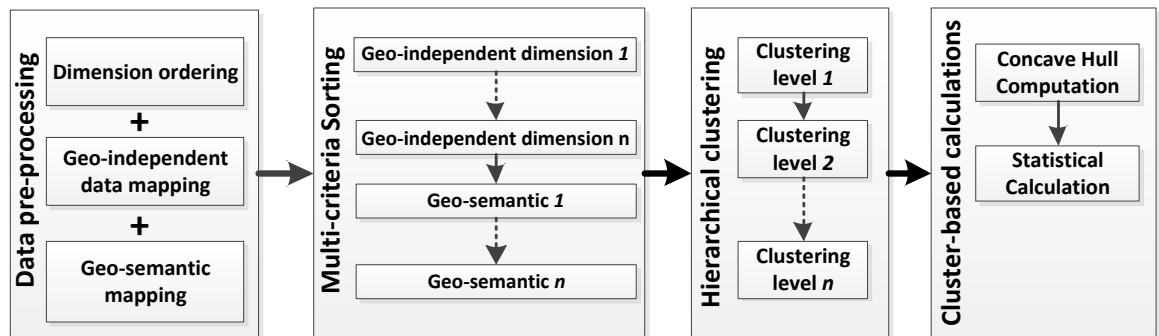 Data pre-processing
Dimension ordering
+
Geo-independent
data mapping
+
Geo-semantic
mapping
Multi-criteria Sorting
Geo-independent dimension 1
Geo-independent dimension n
Geo-semantic 1
Geo-semantic n
Hierarchical clustering
Clustering
level 1
Clustering
level 2
Clustering
level n
Cluster-based calculations
Concave Hull
Computation
Statistical
Calculation